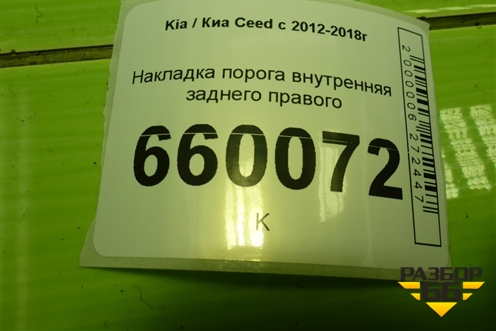 Kia / Киа Ceed с 2012-2018г
Накладка порога внутренняя
заднего правого
660072
К
2000006272447
РАЗБОР
66